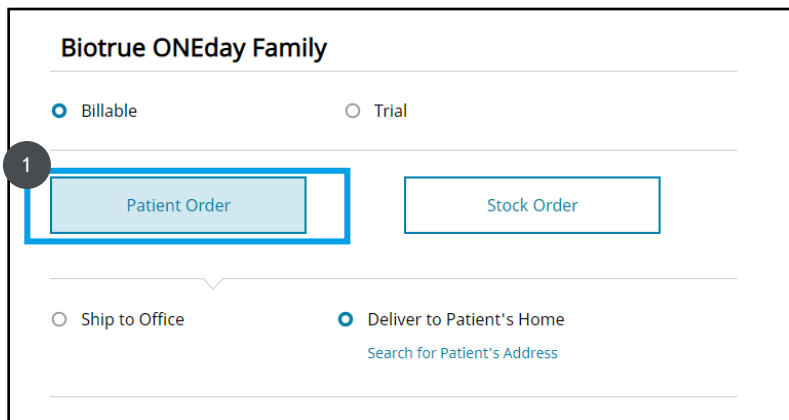 Biotrue ONEday Family
Billable Trial
1
Patient Order Stock Order
Ship to Office Deliver to Patient's Home
Search for Patient's Address